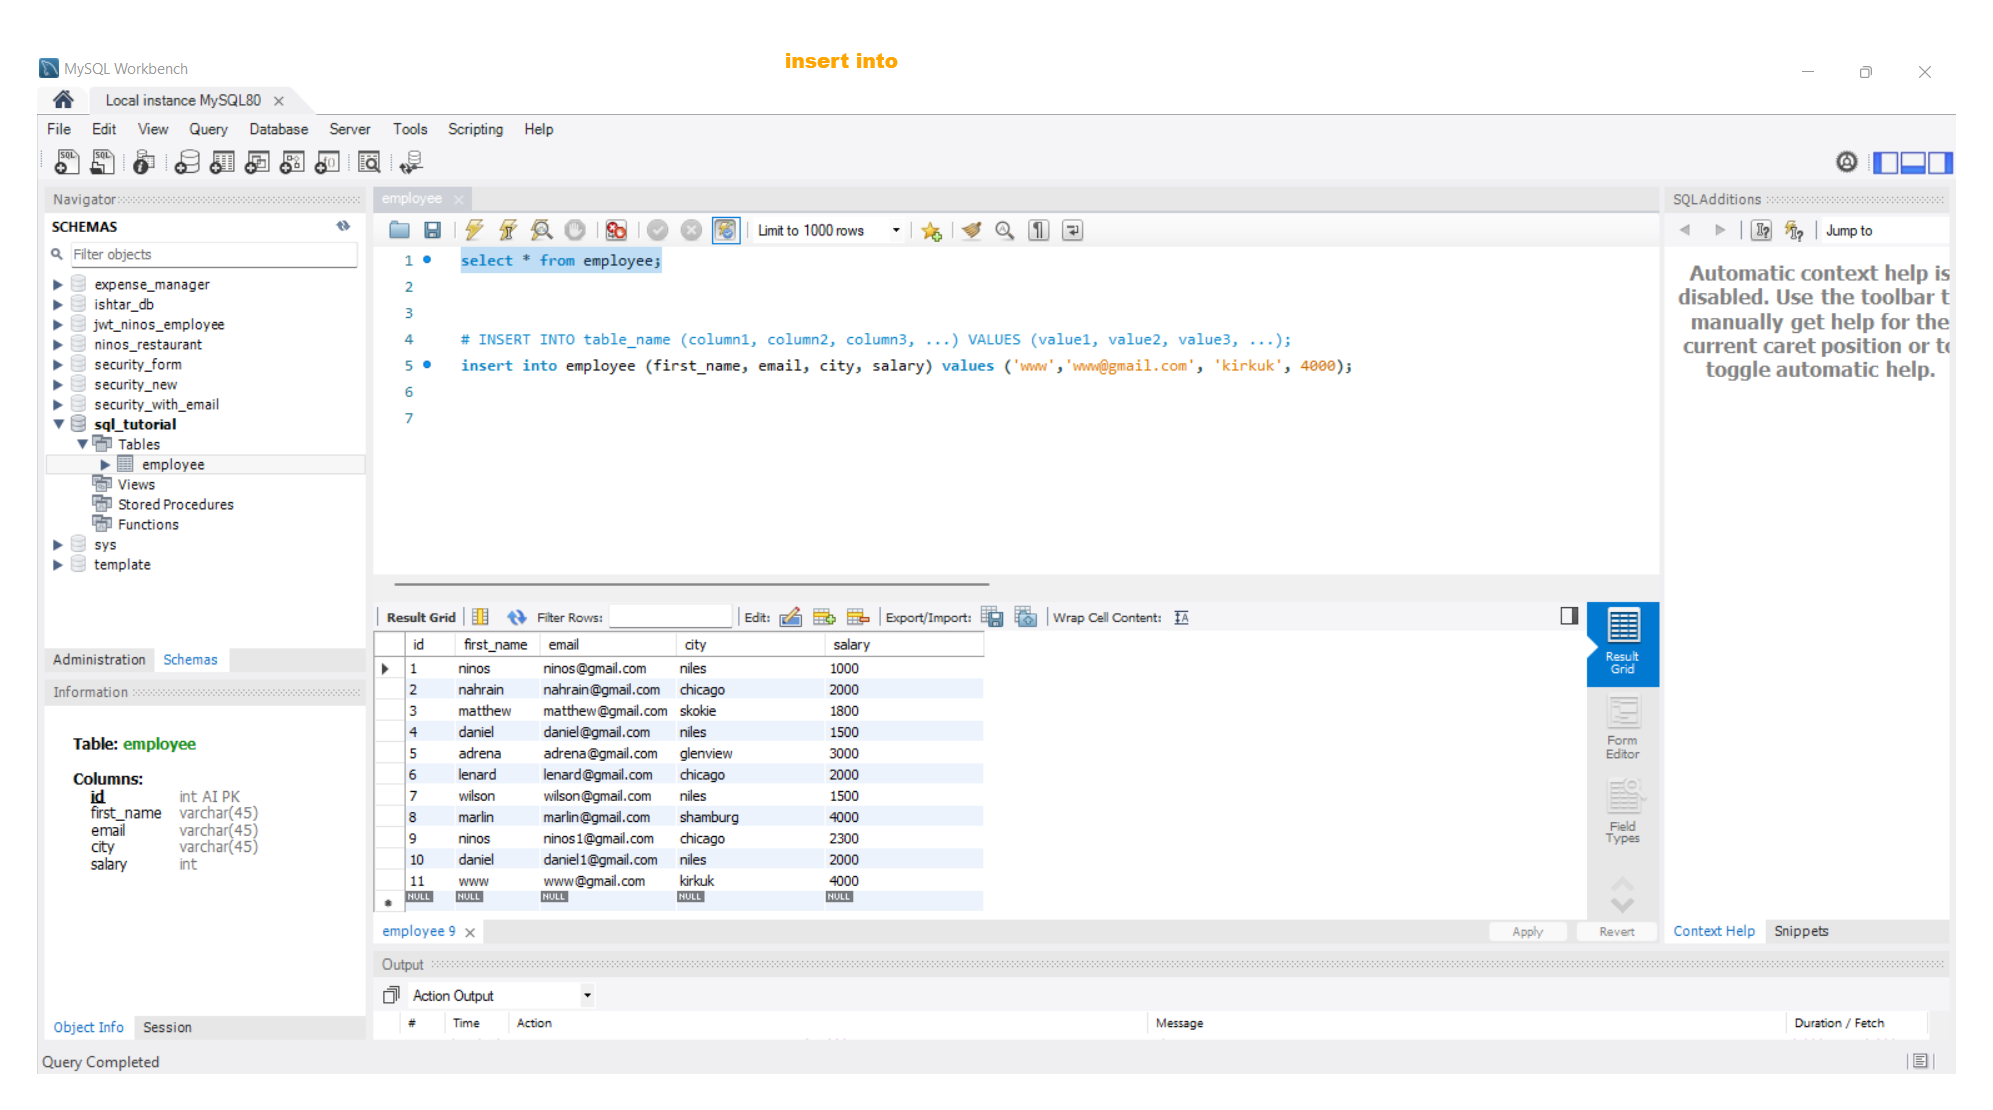 insert into
MySQL Workbench
Local instance MySQL80
File Edit View Query Database Server Tools Scripting Help
Navigator
SCHEMAS
Filter objects
expense_manager
ishtar_db
jwt_ninos_employee
ninos_restaurant
security_form
security_new
security_with_email
sql_tutorial
Tables
employee
Views
Stored Procedures
Functions
sys
template
Administration Schemas
Information
Table: employee
Columns:
id int AI PK
first_name varchar(45)
email varchar(45)
city varchar(45)
salary int
Object Info Session
employee
Limit to 1000 rows
1 select * from employee;
2
3
4 # INSERT INTO table_name (column1, column2, column3, ...) VALUES (value1, value2, value3, ...);
5 insert into employee (first_name, email, city, salary) values ('www','www@gmail.com', 'kirkuk', 4000);
6
7
Result Grid Filter Rows: Edit: Export/Import: Wrap Cell Content:
id first_name email city salary
1 ninos ninos@gmail.com niles 1000
2 nahrain nahrain@gmail.com chicago 2000
3 matthew matthew@gmail.com skokie 1800
4 daniel daniel@gmail.com niles 1500
5 adrena adrena@gmail.com glenview 3000
6 lenard lenard@gmail.com chicago 2000
7 wilson wilson@gmail.com niles 1500
8 marlin marlin@gmail.com shamburg 4000
9 ninos ninos1@gmail.com chicago 2300
10 daniel daniel1@gmail.com niles 2000
11 www www@gmail.com kirkuk 4000
NULL NULL NULL NULL NULL
Result
Grid
Form
Editor
Field
Types
employee 9 Apply Revert
Output
Action Output
# Time Action Message Duration / Fetch
SQLAdditions
Jump to
Automatic context help is
disabled. Use the toolbar t
manually get help for the
current caret position or to
toggle automatic help.
Context Help Snippets
Query Completed